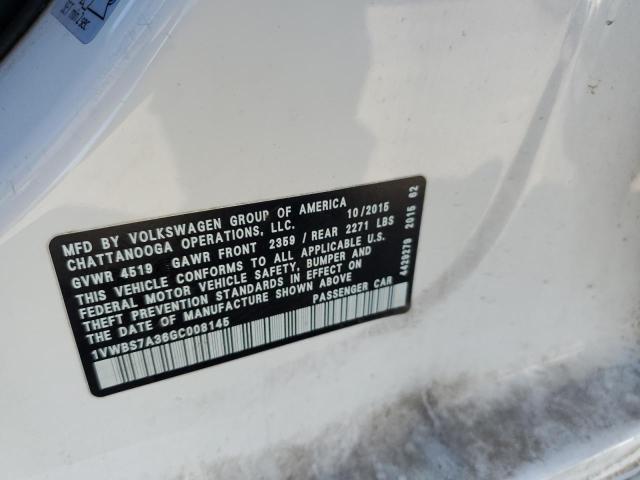 MFD BY VOLKSWAGEN GROUP OF AMERICA
CHATTANOOGA OPERATIONS, LLC. 10/2015
GVWR 4519 GAWR FRONT 2359 / REAR 2271 LBS
THIS VEHICLE CONFORMS TO ALL APPLICABLE U.S.
FEDERAL MOTOR VEHICLE SAFETY, BUMPER AND
THEFT PREVENTION STANDARDS IN EFFECT ON
THE DATE OF MANUFACTURE SHOWN ABOVE
PASSENGER CAR
1VWBS7A36GC008145
4429279 2015 62